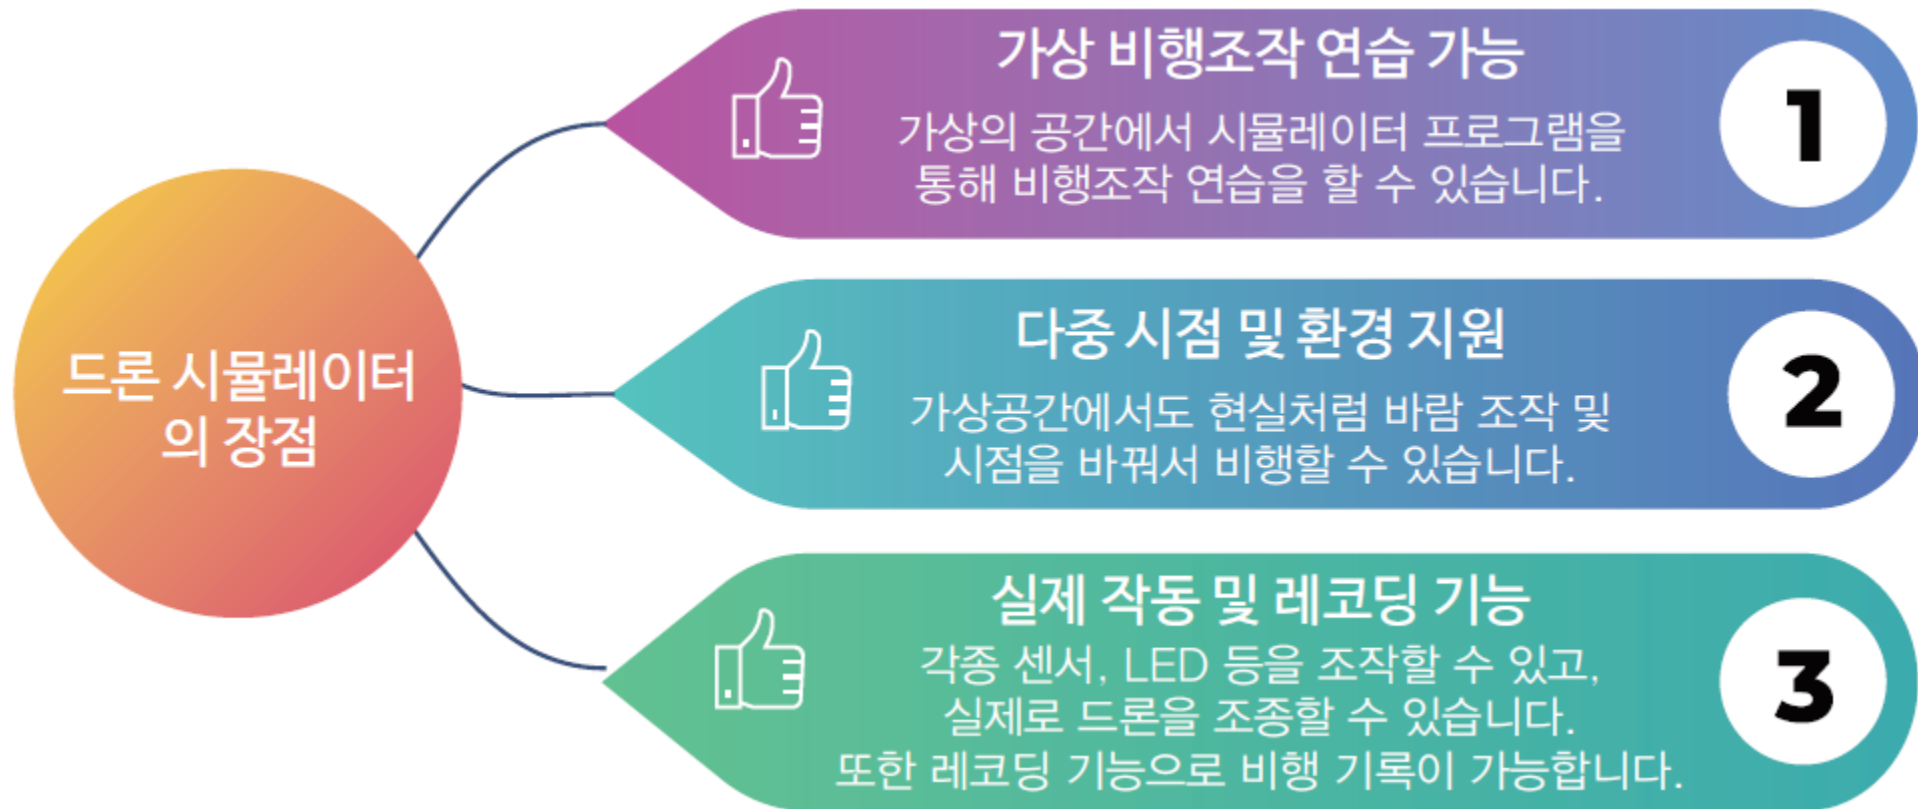 드론 시뮬레이터
의 장점
가상 비행조작 연습 가능
가상의 공간에서 시뮬레이터 프로그램을
통해 비행조작 연습을 할 수 있습니다.
1
다중 시점 및 환경 지원
가상공간에서도 현실처럼 바람 조작 및
시점을 바꿔서 비행할 수 있습니다.
2
실제 작동 및 레코딩 기능
각종 센서, LED 등을 조작할 수 있고,
실제로 드론을 조종할 수 있습니다.
또한 레코딩 기능으로 비행 기록이 가능합니다.
3